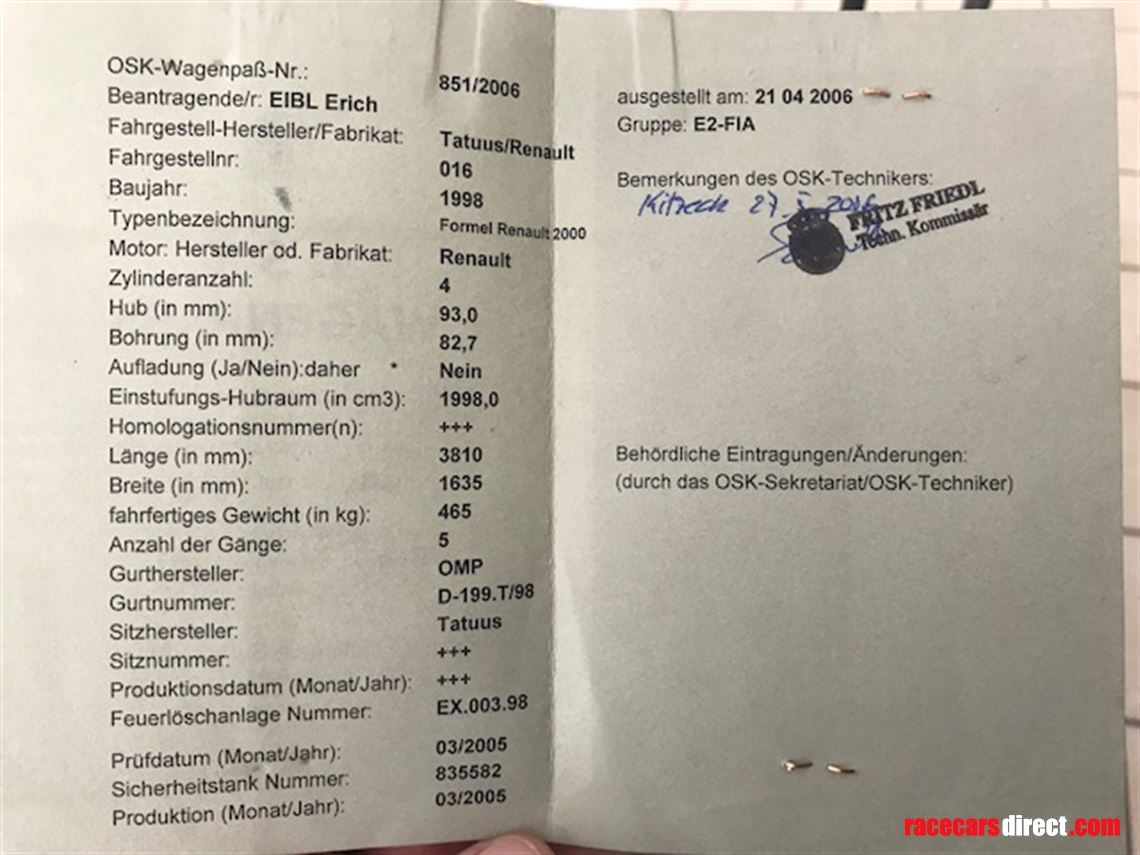 OSK-Wagenpaß-Nr.: 851/2006
Beantragende/r: EIBL Erich
Fahrgestell-Hersteller/Fabrikat: Tatuus/Renault
Fahrgestellnr: 016
Baujahr: 1998
Typenbezeichnung: Formel Renault 2000
Motor: Hersteller od. Fabrikat: Renault
Zylinderanzahl: 4
Hub (in mm): 93,0
Bohrung (in mm): 82,7
Aufladung (Ja/Nein):daher * Nein
Einstufungs-Hubraum (in cm3): 1998,0
Homologationsnummer(n): +++
Länge (in mm): 3810
Breite (in mm): 1635
fahrfertiges Gewicht (in kg): 465
Anzahl der Gänge: 5
Gurthersteller: OMP
Gurtnummer: D-199.T/98
Sitzhersteller: Tatuus
Sitznummer: +++
Produktionsdatum (Monat/Jahr): +++
Feuerlöschanlage Nummer: EX.003.98
Prüfdatum (Monat/Jahr): 03/2005
Sicherheitstank Nummer: 835582
Produktion (Monat/Jahr): 03/2005
ausgestellt am: 21 04 2006
Gruppe: E2-FIA
Bemerkungen des OSK-Technikers:
27
FRITZ FRIEDL
Techn. Kommissär
Behördliche Eintragungen/Änderungen:
(durch das OSK-Sekretariat/OSK-Techniker)
racecarsdirect.com